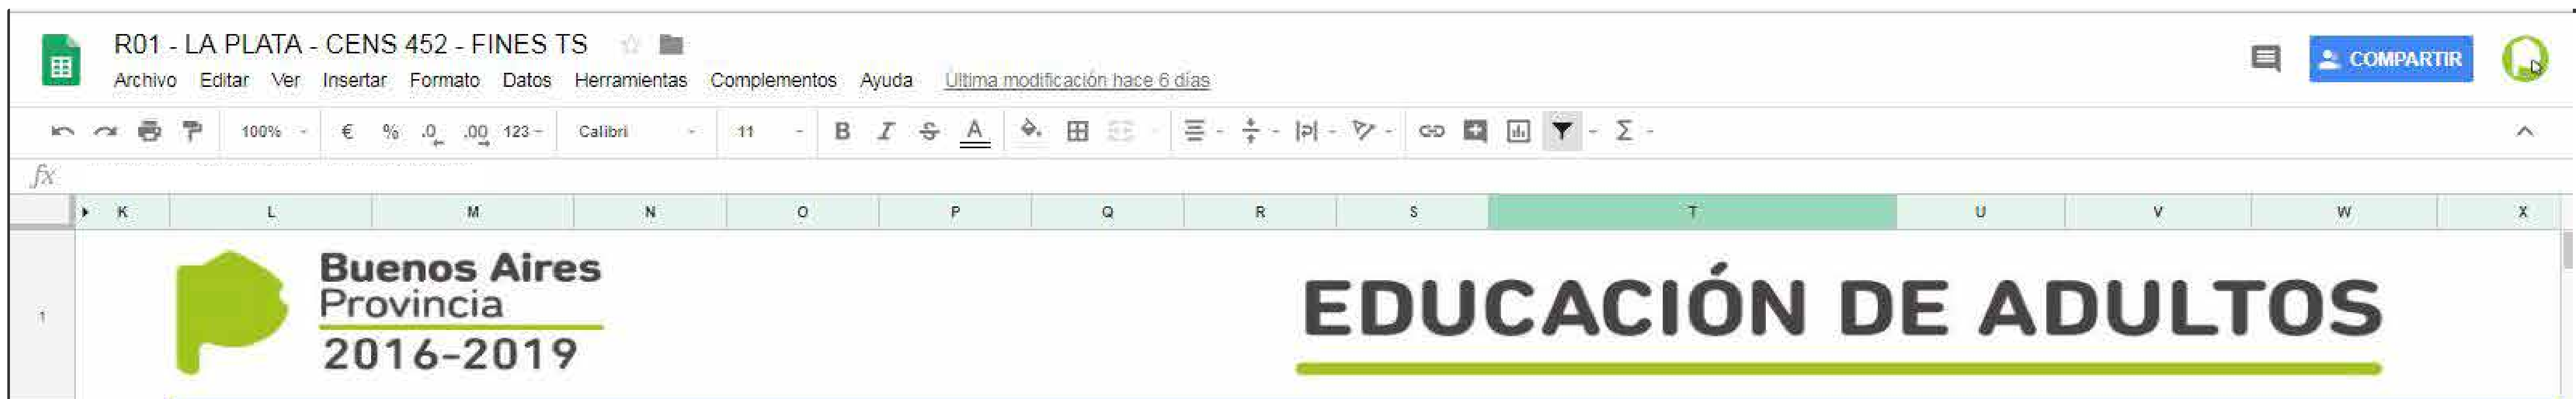 R01 - LA PLATA - CENS 452 - FINES TS
Archivo Editar Ver Insertar Formato Datos Herramientas Complementos Ayuda Última modificación hace 6 días
COMPARTIR
100% € % .0 .00 123 Calibri 11 B I S A Σ
fx
K L M N O P Q R S T U V W X
1
Buenos Aires
Provincia
2016-2019
EDUCACIÓN DE ADULTOS